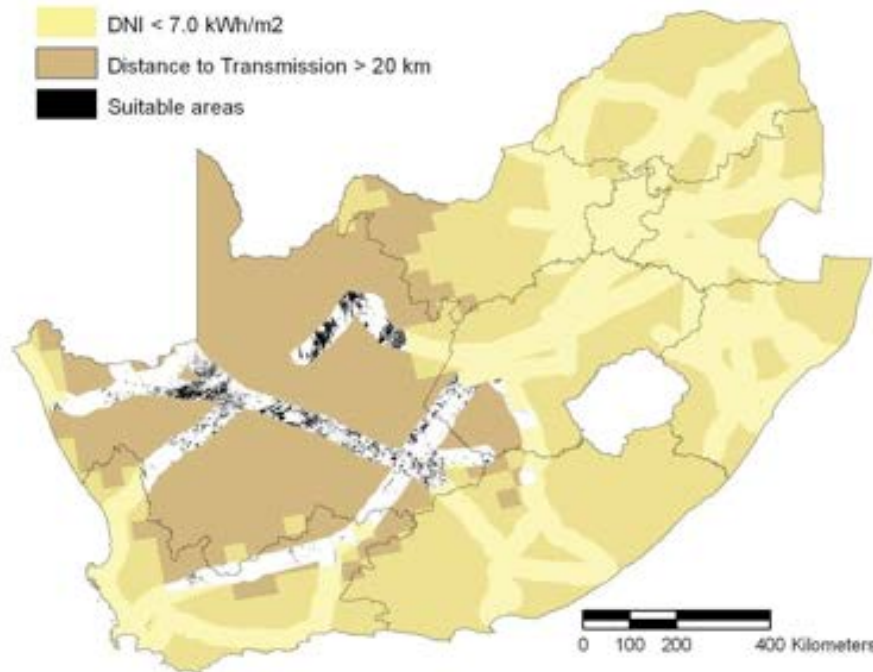 DNI < 7.0 kWh/m2
Distance to Transmission > 20 km
Suitable areas
0 100 200 400 Kilometers